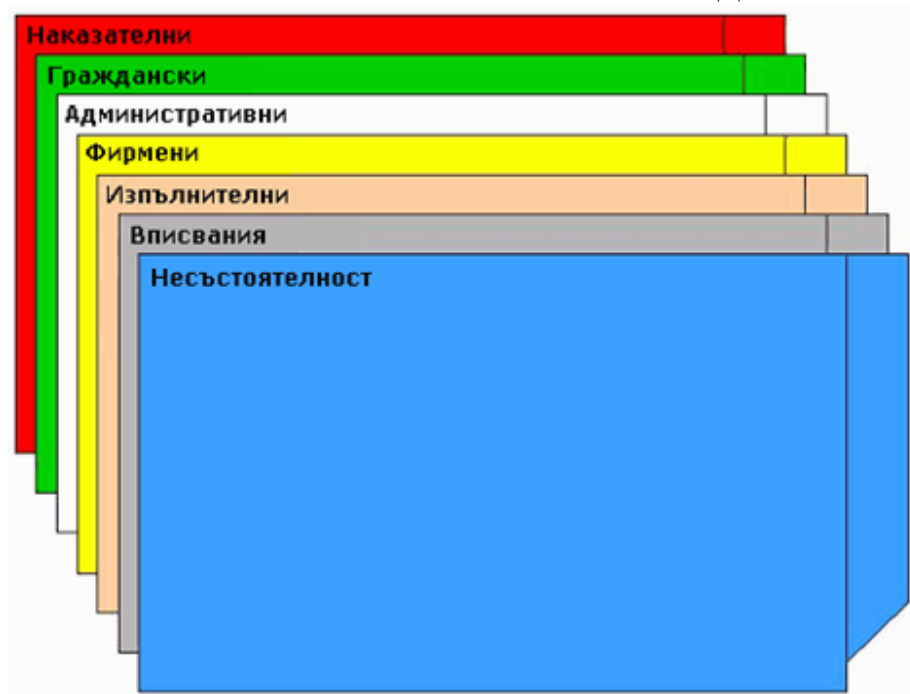 Наказателни
Граждански
Административни
Фирмени
Изпълнителни
Вписвания
Несъстоятелност